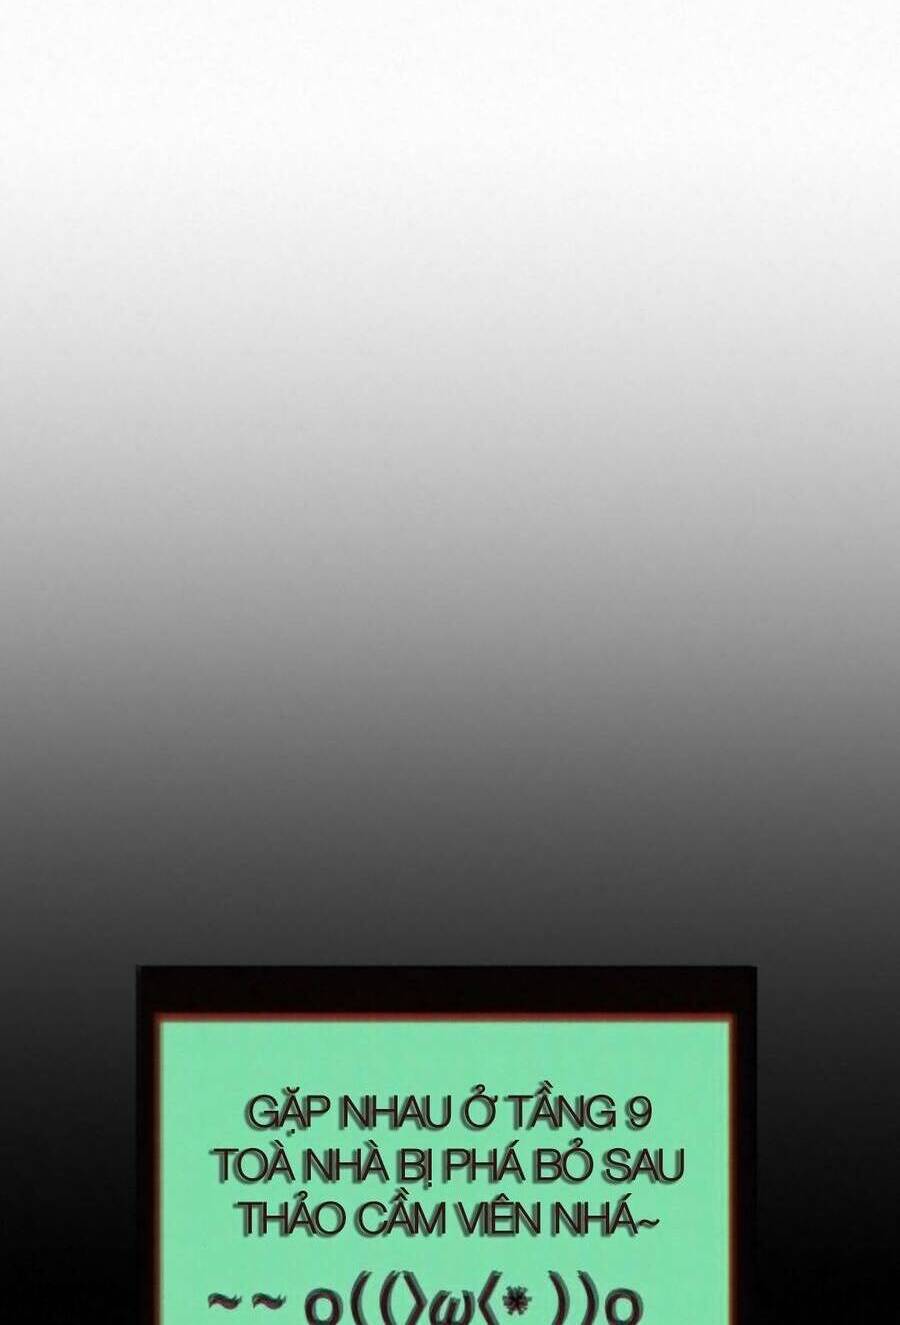 GẶP NHAU Ở TẦNG 9
TOÀ NHÀ BỊ PHÁ BỎ SAU
THẢO CẦM VIÊN NHÁ~
~~ o((〉ω〈*))o